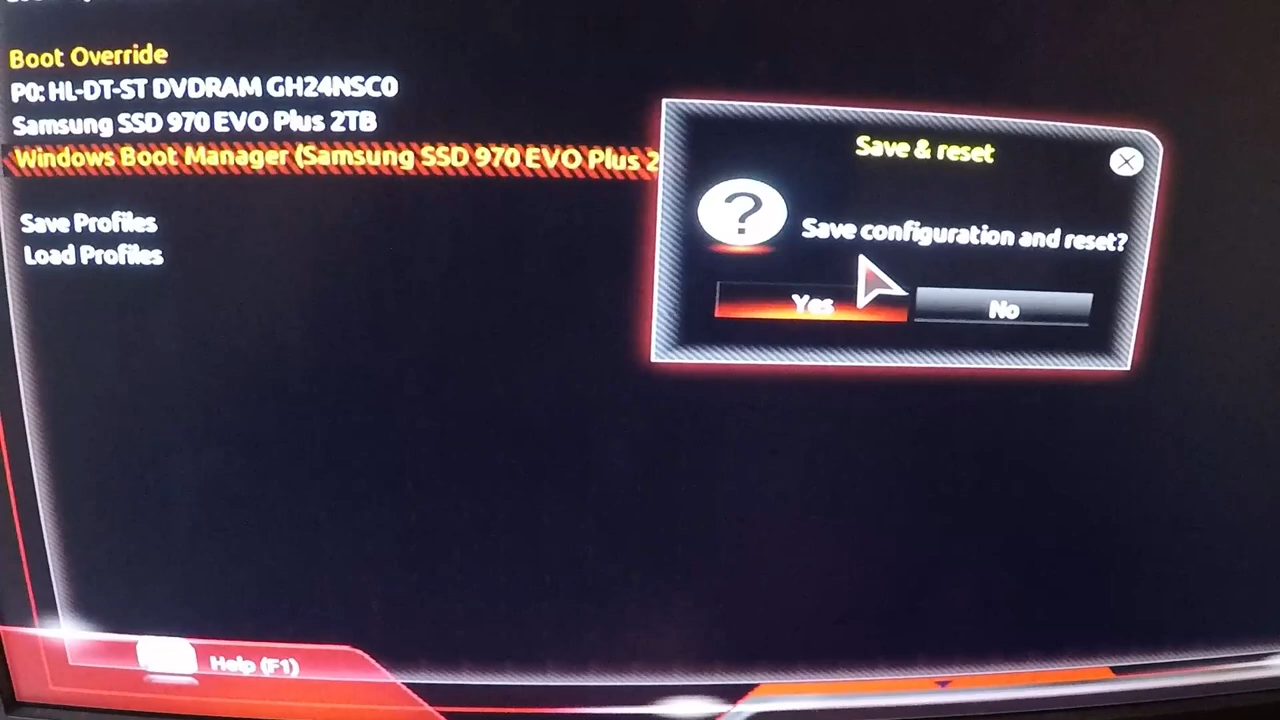 Boot Override
P0: HL-DT-ST DVDRAM GH24NSC0
Samsung SSD 970 EVO Plus 2TB
Windows Boot Manager (Samsung SSD 970 EVO Plus 2
Save Profiles
Load Profiles
Save & reset
Save configuration and reset?
Yes
No
Help (F1)